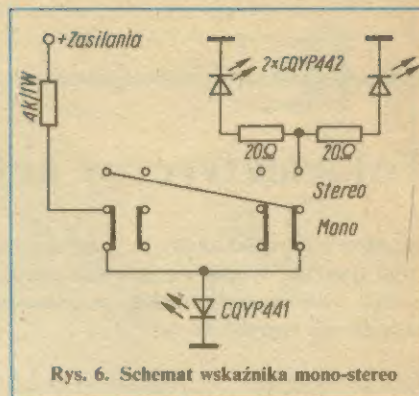 +Zasilania
4k/1W
2×CQYP442
20Ω
20Ω
Stereo
Mono
CQYP441
Rys. 6. Schemat wskaźnika mono-stereo